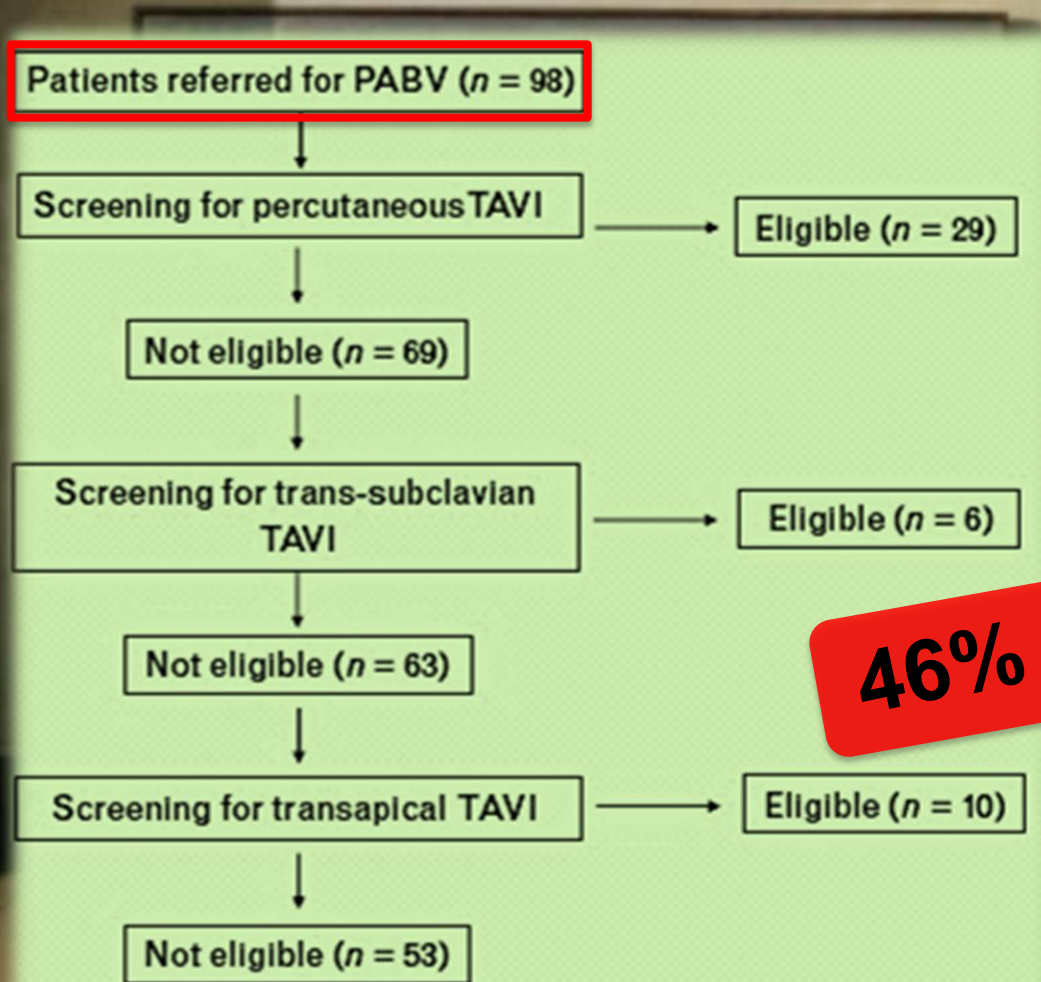 Patients referred for PABV (n = 98)
Screening for percutaneous TAVI
Eligible (n = 29)
Not eligible (n = 69)
Screening for trans-subclavian
TAVI
Eligible (n = 6)
Not eligible (n = 63)
46%
Screening for transapical TAVI
Eligible (n = 10)
Not eligible (n = 53)